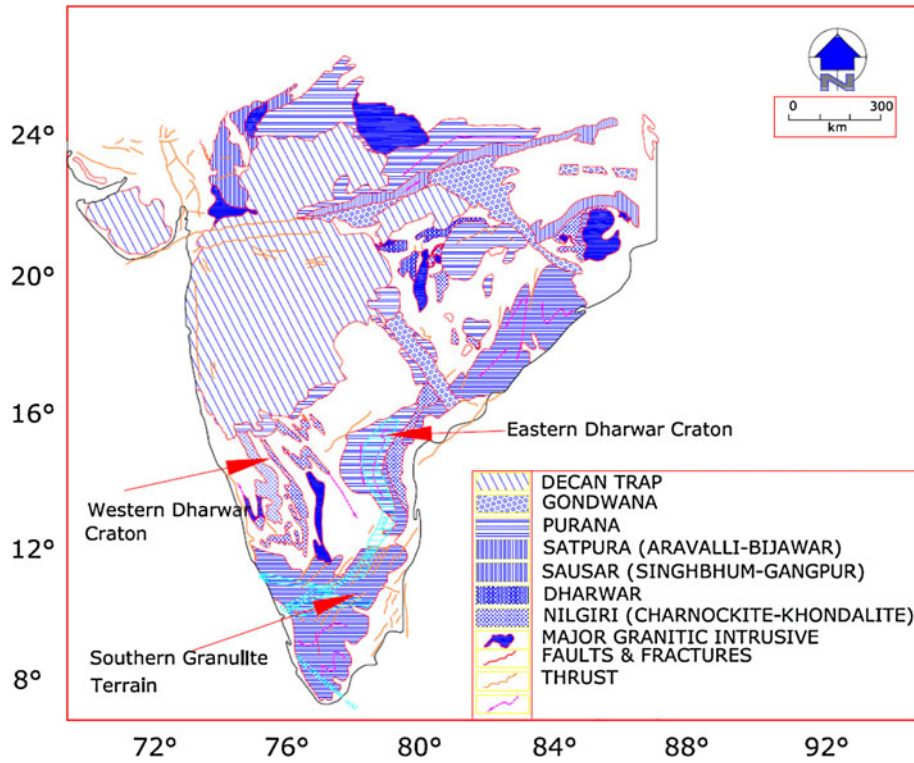 N
0 300
km
24°
20°
16°
12°
8°
Eastern Dharwar Craton
Western Dharwar
Craton
Southern Granulite
Terrain
DECAN TRAP
GONDWANA
PURANA
SATPURA (ARAVALLI-BIJAWAR)
SAUSAR (SINGHBHUM-GANGPUR)
DHARWAR
NILGIRI (CHARNOCKITE-KHONDALITE)
MAJOR GRANITIC INTRUSIVE
FAULTS & FRACTURES
THRUST
72° 76° 80° 84° 88° 92°